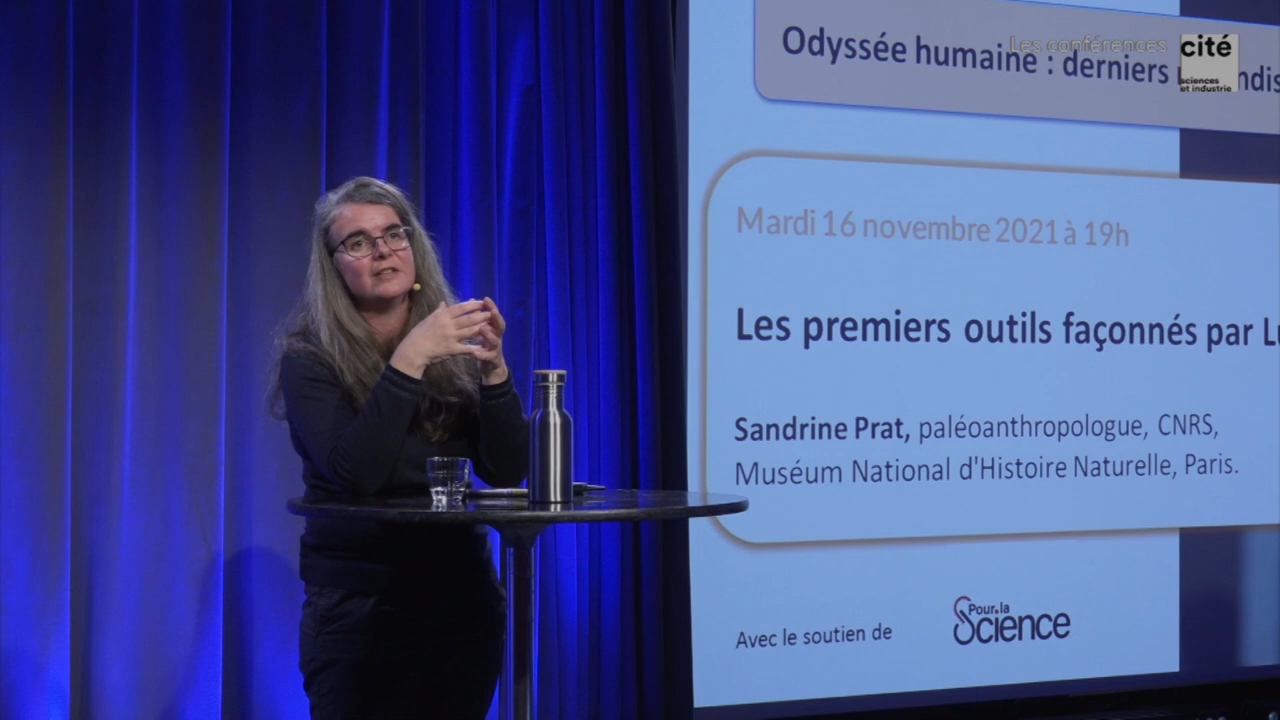 Les conférences
cité
sciences
et industrie
Odyssée humaine : derniers
Mardi 16 novembre 2021 à 19h
Les premiers outils façonnés par
Sandrine Prat, paléoanthropologue, CNRS,
Muséum National d'Histoire Naturelle, Paris.
Avec le soutien de
Pour la
Science